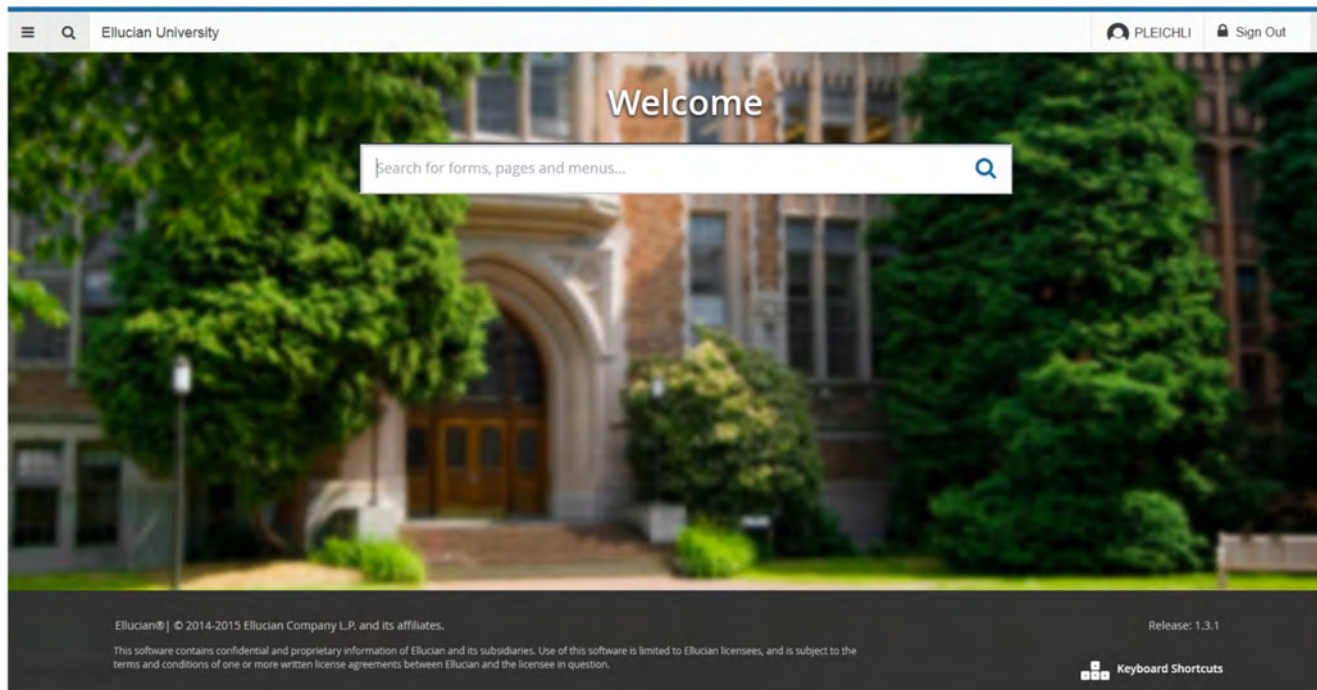 Ellucian University
PLEICHLI
Sign Out
Welcome
Search for forms, pages and menus...
Ellucian®| © 2014-2015 Ellucian Company L.P. and its affiliates.
Release: 1.3.1
This software contains confidential and proprietary information of Ellucian and its subsidiaries. Use of this software is limited to Ellucian licensees, and is subject to the
terms and conditions of one or more written license agreements between Ellucian and the licensee in question.
Keyboard Shortcuts